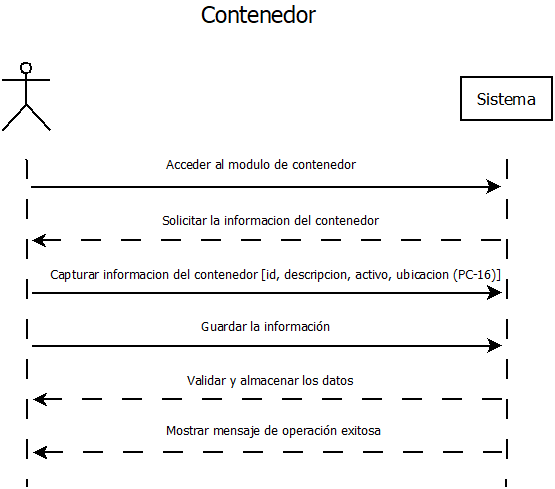 Contenedor
Sistema
Acceder al modulo de contenedor
Solicitar la informacion del contenedor
Capturar informacion del contenedor [id, descripcion, activo, ubicacion (PC-16)]
Guardar la información
Validar y almacenar los datos
Mostrar mensaje de operación exitosa